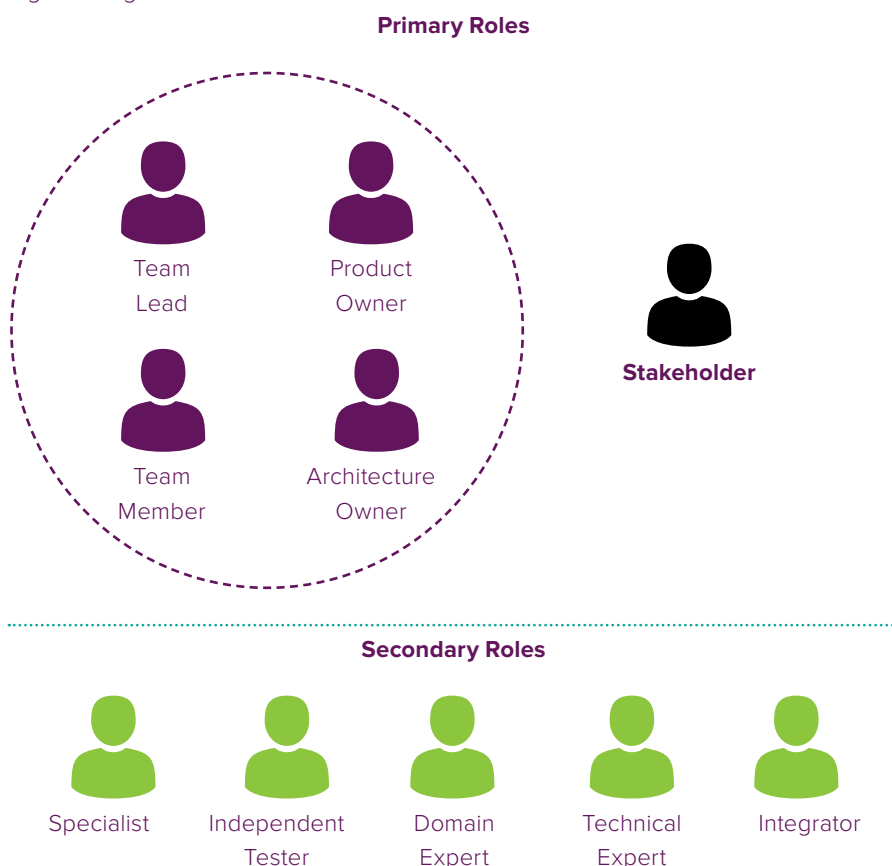 Primary Roles
Team
Lead
Product
Owner
Stakeholder
Team
Member
Architecture
Owner
Secondary Roles
Specialist
Independent
Tester
Domain
Expert
Technical
Expert
Integrator